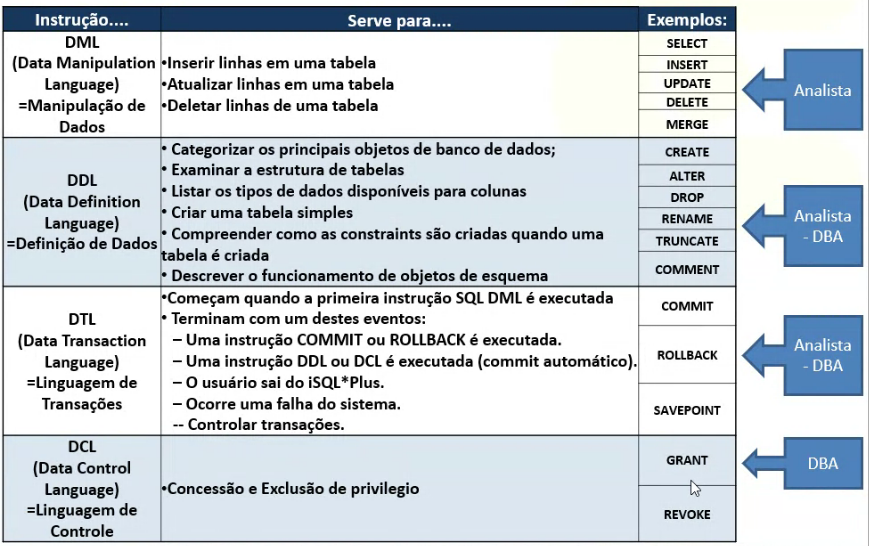 Instrução....
Serve para....
Exemplos:
DML
(Data Manipulation
Language)
=Manipulação de
Dados
•Inserir linhas em uma tabela
•Atualizar linhas em uma tabela
•Deletar linhas de uma tabela
SELECT
INSERT
UPDATE
DELETE
MERGE
Analista
DDL
(Data Definition
Language)
=Definição de Dados
• Categorizar os principais objetos de banco de dados;
• Examinar a estrutura de tabelas
• Listar os tipos de dados disponíveis para colunas
• Criar uma tabela simples
• Compreender como as constraints são criadas quando uma
tabela é criada
• Descrever o funcionamento de objetos de esquema
CREATE
ALTER
DROP
RENAME
TRUNCATE
COMMENT
Analista
- DBA
DTL
(Data Transaction
Language)
=Linguagem de
Transações
•Começam quando a primeira instrução SQL DML é executada
• Terminam com um destes eventos:
– Uma instrução COMMIT ou ROLLBACK é executada.
– Uma instrução DDL ou DCL é executada (commit automático).
– O usuário sai do iSQL*Plus.
– Ocorre uma falha do sistema.
-- Controlar transações.
COMMIT
ROLLBACK
SAVEPOINT
Analista
- DBA
DCL
(Data Control
Language)
=Linguagem de
Controle
•Concessão e Exclusão de privilegio
GRANT
REVOKE
DBA